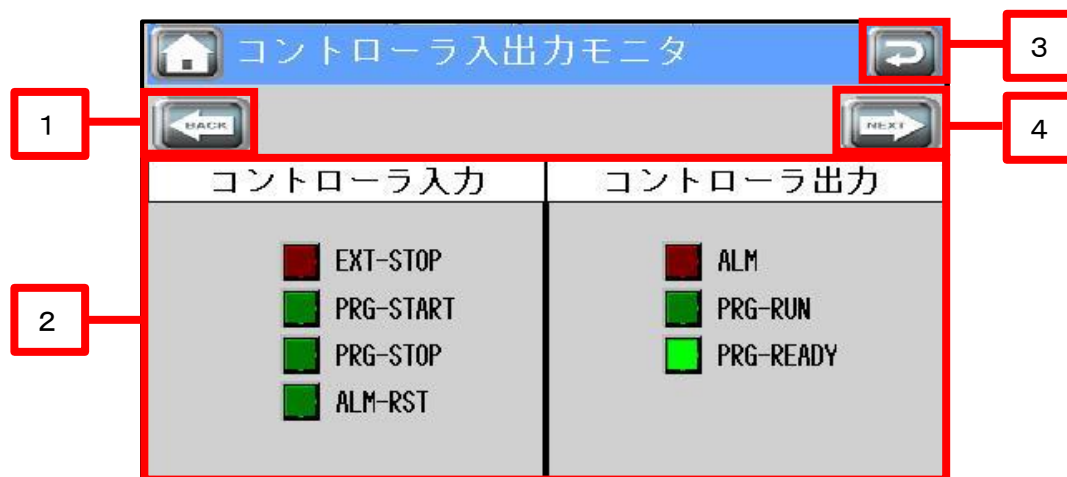 コントローラ入出力モニタ
3
1
BACK
NEXT
4
コントローラ入力
コントローラ出力
2
EXT-STOP
PRG-START
PRG-STOP
ALM-RST
ALM
PRG-RUN
PRG-READY